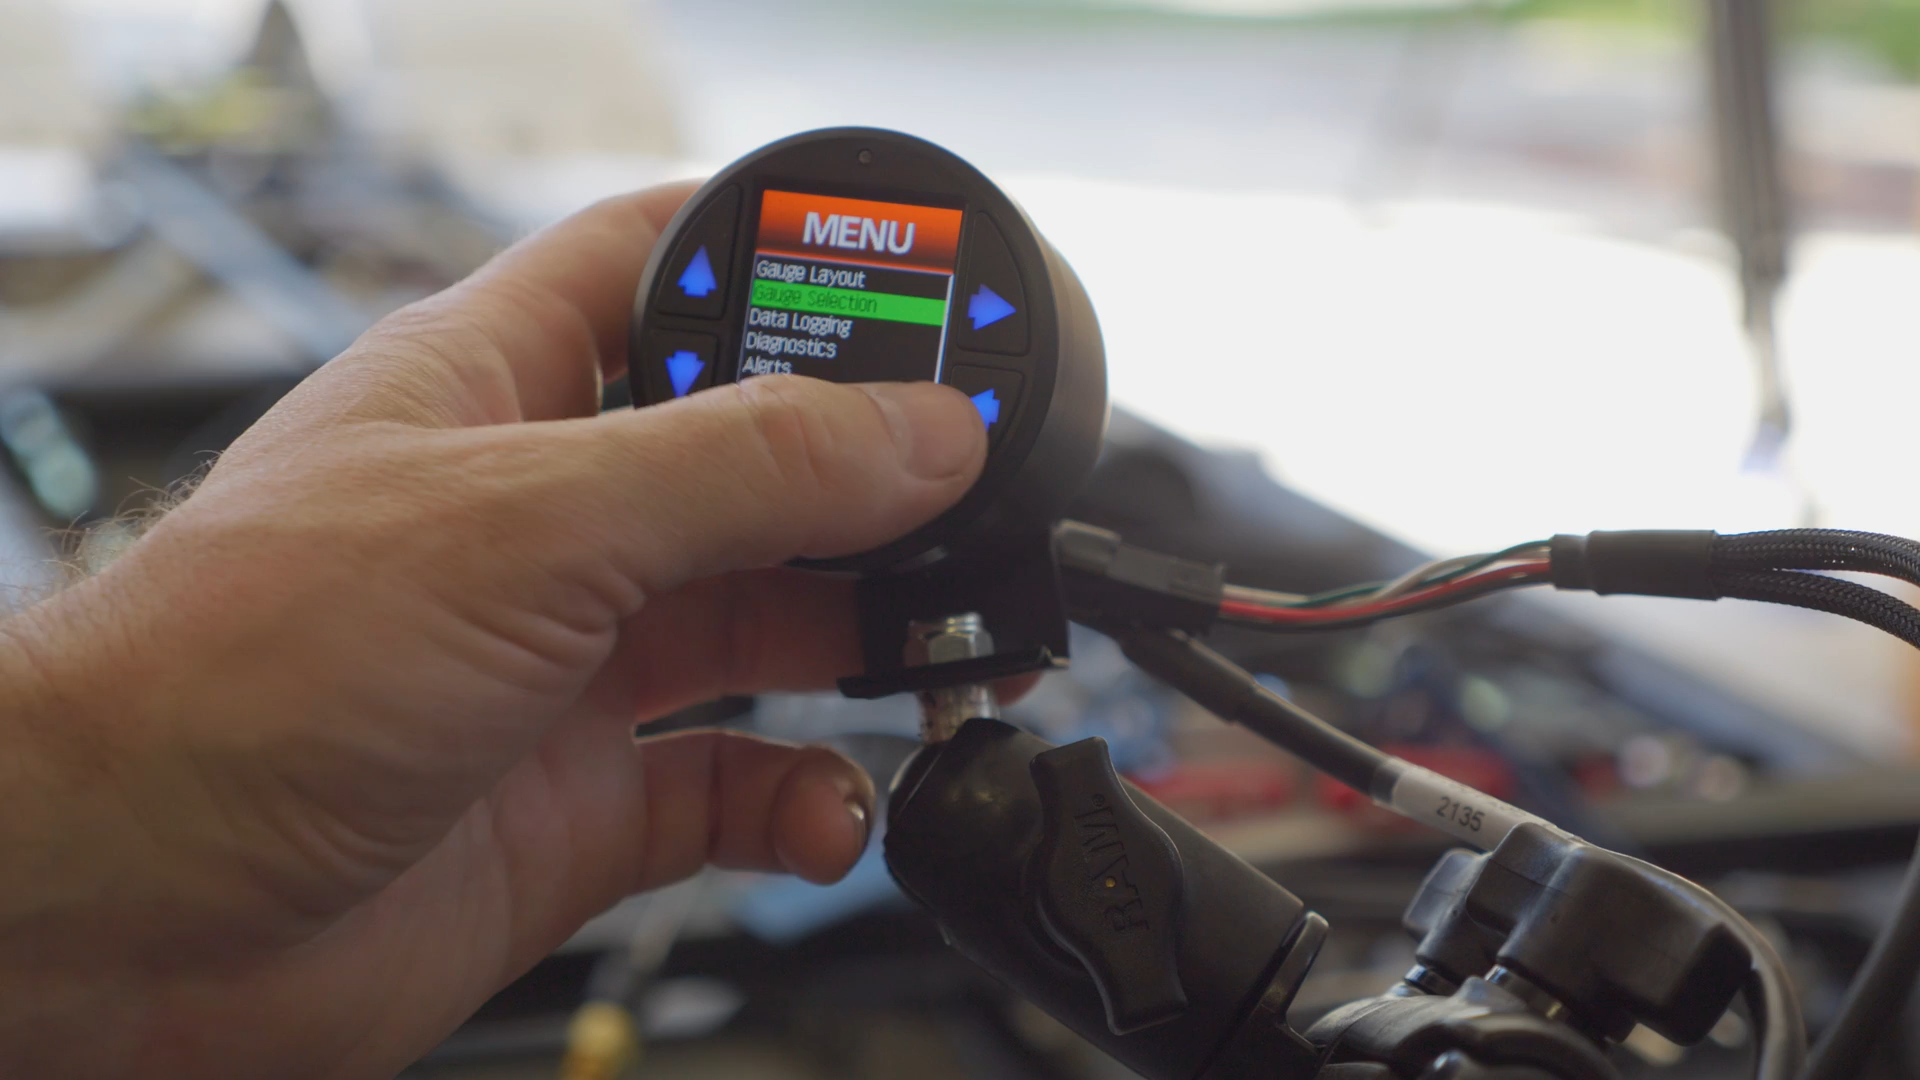 MENU
Gauge Layout
Gauge Selection
Data Logging
Diagnostics
Alerts
2135
RAM®